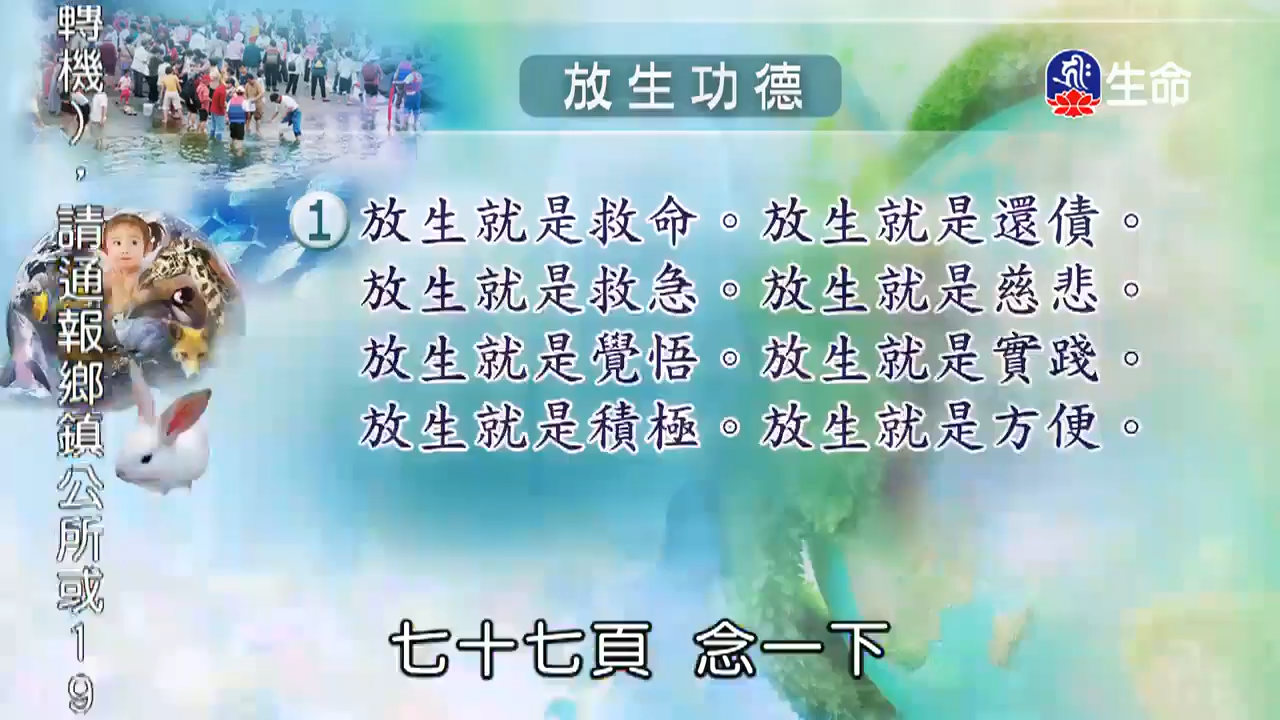 放生功德
生命
①放生就是救命。放生就是還債。
放生就是救急。放生就是慈悲。
放生就是覺悟。放生就是實踐。
放生就是積極。放生就是方便。
七十七頁 念一下
轉機），請通報鄉鎮公所或19